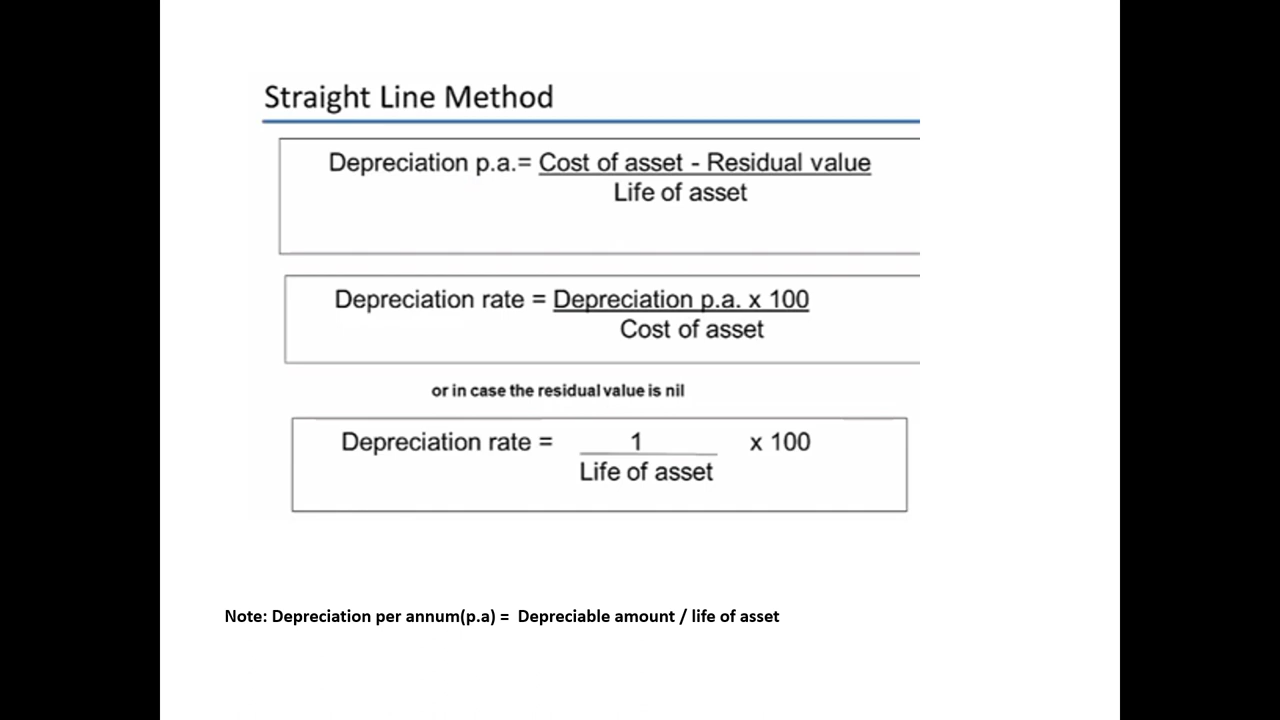 Straight Line Method
Depreciation p.a.= Cost of asset - Residual value
Life of asset
Depreciation rate = Depreciation p.a. x 100
Cost of asset
or in case the residual value is nil
Depreciation rate = 1 x 100
Life of asset
Note: Depreciation per annum(p.a) = Depreciable amount / life of asset